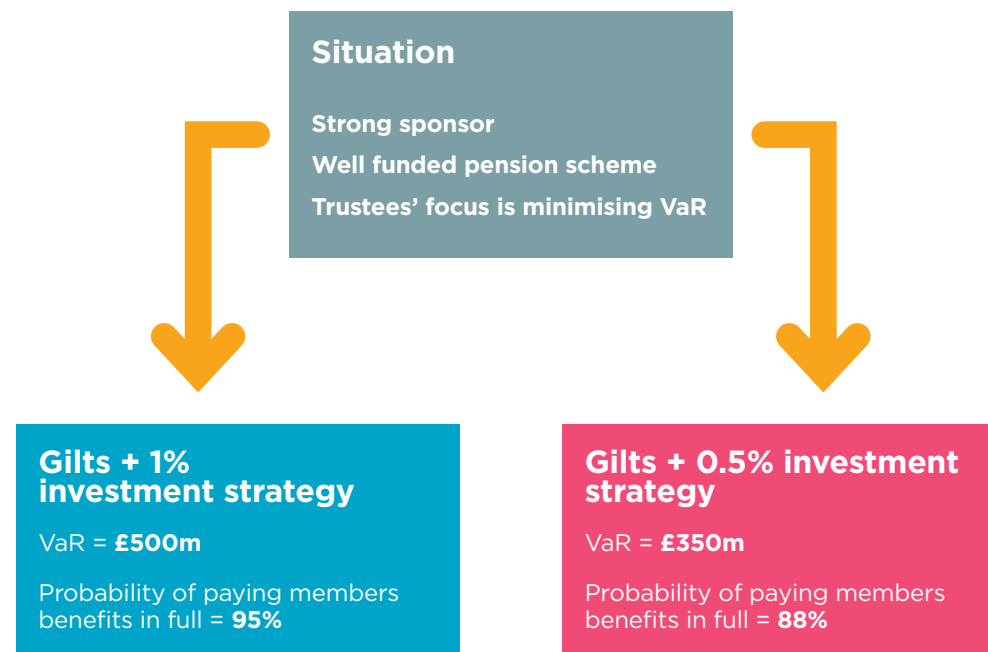 Situation
Strong sponsor
Well funded pension scheme
Trustees’ focus is minimising VaR
Gilts + 1%
investment strategy
VaR = £500m
Probability of paying members
benefits in full = 95%
Gilts + 0.5% investment
strategy
VaR = £350m
Probability of paying members
benefits in full = 88%